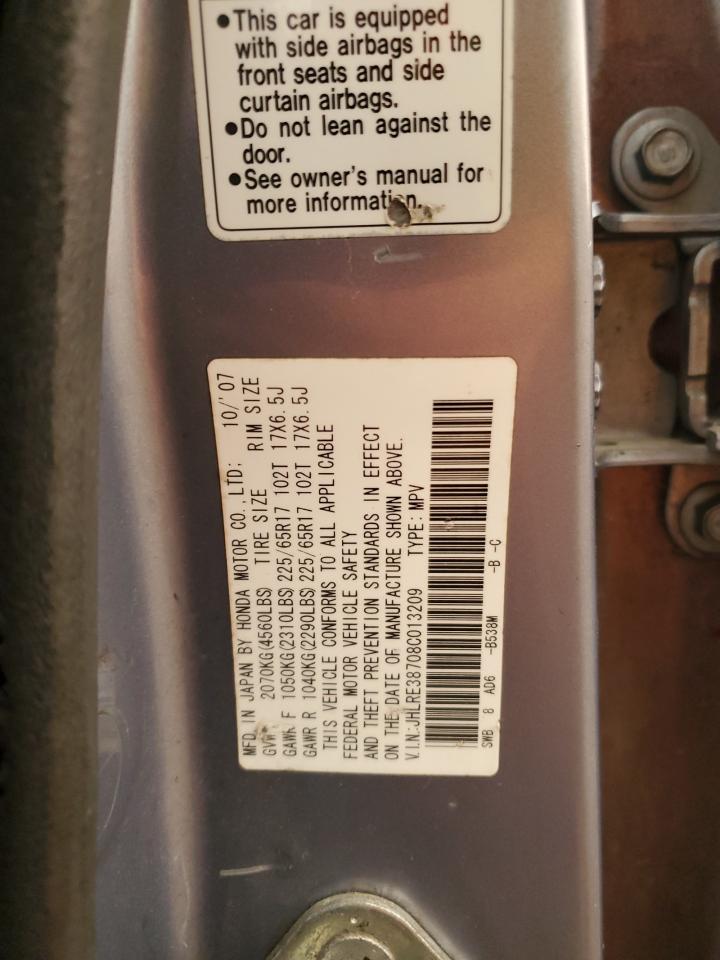 ●This car is equipped
with side airbags in the
front seats and side
curtain airbags.
●Do not lean against the
door.
●See owner's manual for
more information.
MFD. IN JAPAN BY HONDA MOTOR CO., LTD; 10/'07
GVWR 2070KG(4560LBS) TIRE SIZE RIM SIZE
GAWR F 1050KG(2310LBS) 225/65R17 102T 17X6.5J
GAWR R 1040KG(2290LBS) 225/65R17 102T 17X6.5J
THIS VEHICLE CONFORMS TO ALL APPLICABLE
FEDERAL MOTOR VEHICLE SAFETY
AND THEFT PREVENTION STANDARDS IN EFFECT
ON THE DATE OF MANUFACTURE SHOWN ABOVE.
V.I.N.:JHLRE38708C013209 TYPE: MPV
SWB 8 AD6 -B538M -B -C